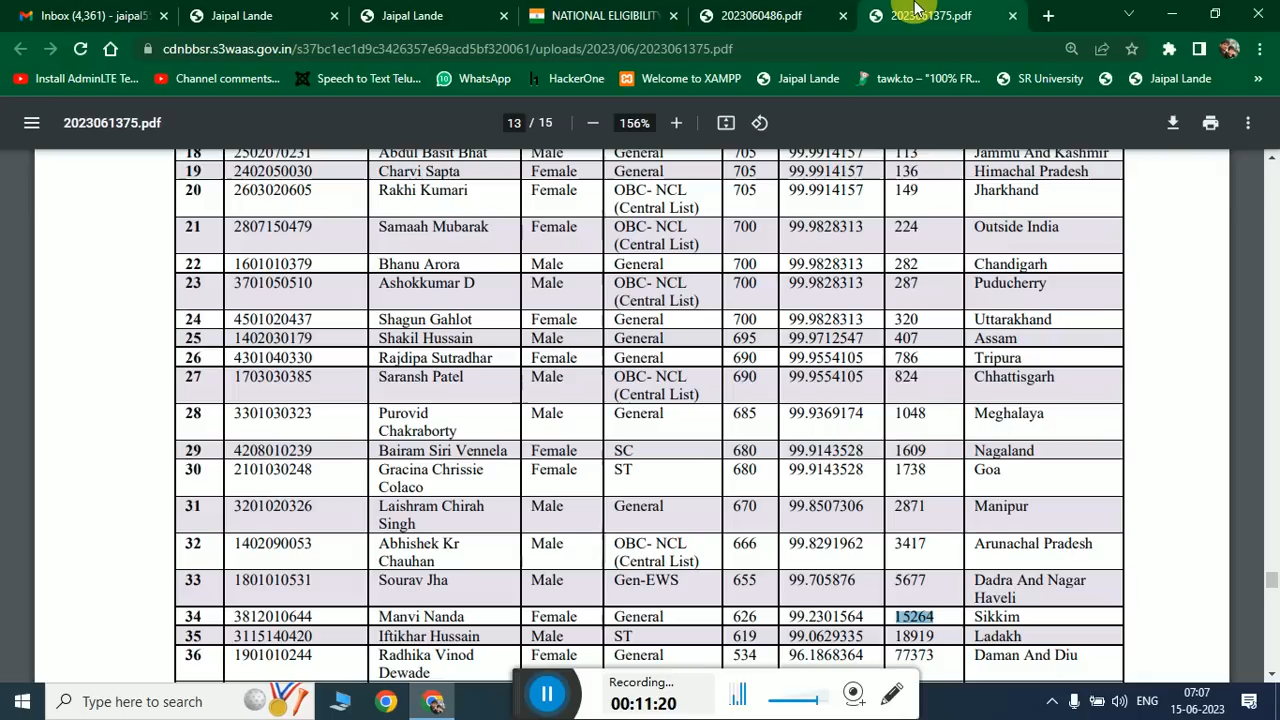 Inbox (4,361) - jaipal5
Jaipal Lande
Jaipal Lande
NATIONAL ELIGIBILITY
2023060486.pdf
2023061375.pdf
cdnbbsr.s3waas.gov.in/s37bc1ec1d9c3426357e69acd5bf320061/uploads/2023/06/2023061375.pdf
Install AdminLTE Te...
Channel comments...
Speech to Text Telu...
10
WhatsApp
HackerOne
Welcome to XAMPP
Jaipal Lande
tawk.to – "100% FR...
SR University
Jaipal Lande
»
2023061375.pdf
13 / 15
156%
18 2502070231 Abdul Basit Bhat Male General 705 99.9914157 113 Jammu And Kashmir
19 2402050030 Charvi Sapta Female General 705 99.9914157 136 Himachal Pradesh
20 2603020605 Rakhi Kumari Female OBC- NCL 705 99.9914157 149 Jharkhand
(Central List)
21 2807150479 Samaah Mubarak Female OBC- NCL 700 99.9828313 224 Outside India
(Central List)
22 1601010379 Bhanu Arora Male General 700 99.9828313 282 Chandigarh
23 3701050510 Ashokkumar D Male OBC- NCL 700 99.9828313 287 Puducherry
(Central List)
24 4501020437 Shagun Gahlot Female General 700 99.9828313 320 Uttarakhand
25 1402030179 Shakil Hussain Male General 695 99.9712547 407 Assam
26 4301040330 Rajdipa Sutradhar Female General 690 99.9554105 786 Tripura
27 1703030385 Saransh Patel Male OBC- NCL 690 99.9554105 824 Chhattisgarh
(Central List)
28 3301030323 Purovid Male General 685 99.9369174 1048 Meghalaya
Chakraborty
29 4208010239 Bairam Siri Vennela Female SC 680 99.9143528 1609 Nagaland
30 2101030248 Gracina Chrissie Female ST 680 99.9143528 1738 Goa
Colaco
31 3201020326 Laishram Chirah Male General 670 99.8507306 2871 Manipur
Singh
32 1402090053 Abhishek Kr Male OBC- NCL 666 99.8291962 3417 Arunachal Pradesh
Chauhan (Central List)
33 1801010531 Sourav Jha Male Gen-EWS 655 99.705876 5677 Dadra And Nagar
Haveli
34 3812010644 Manvi Nanda Female General 626 99.2301564 15264 Sikkim
35 3115140420 Iftikhar Hussain Male ST 619 99.0629335 18919 Ladakh
36 1901010244 Radhika Vinod Female General 534 96.1868364 77373 Daman And Diu
Dewade
Recording...
00:11:20
Type here to search
ENG
07:07
15-06-2023